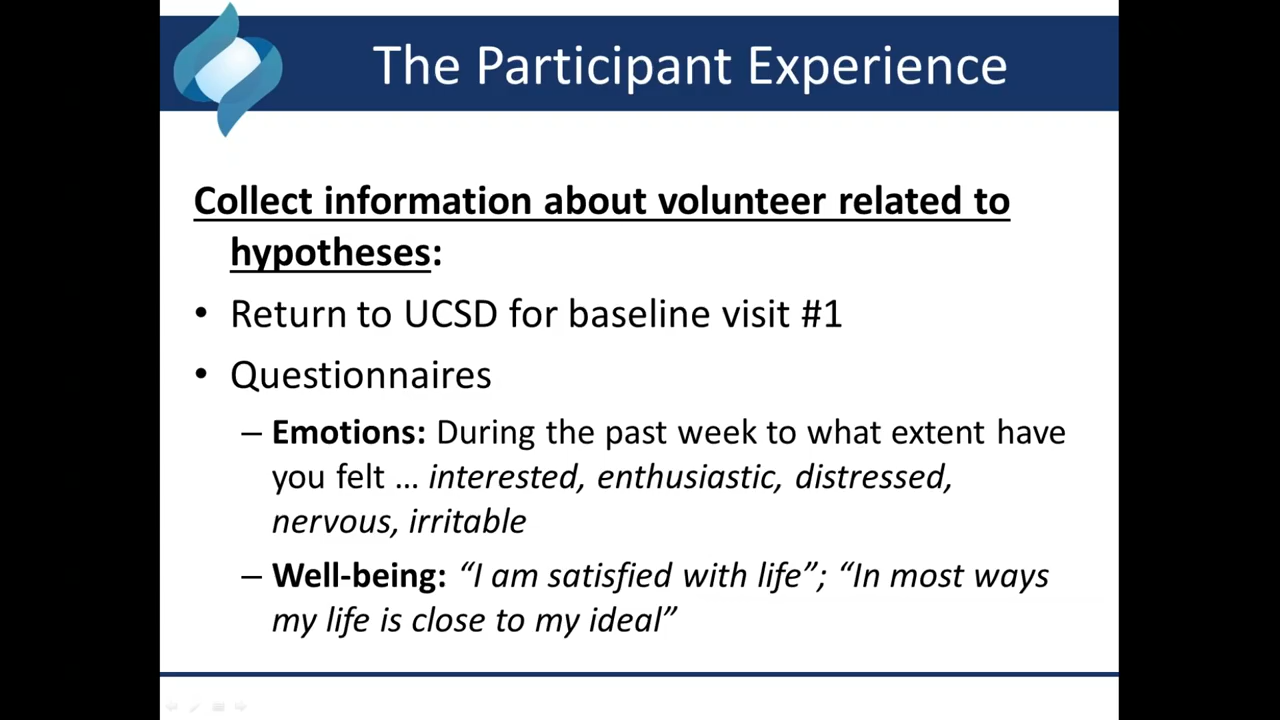 The Participant Experience
Collect information about volunteer related to
hypotheses:
• Return to UCSD for baseline visit #1
• Questionnaires
– Emotions: During the past week to what extent have
you felt … interested, enthusiastic, distressed,
nervous, irritable
– Well-being: “I am satisfied with life”; “In most ways
my life is close to my ideal”